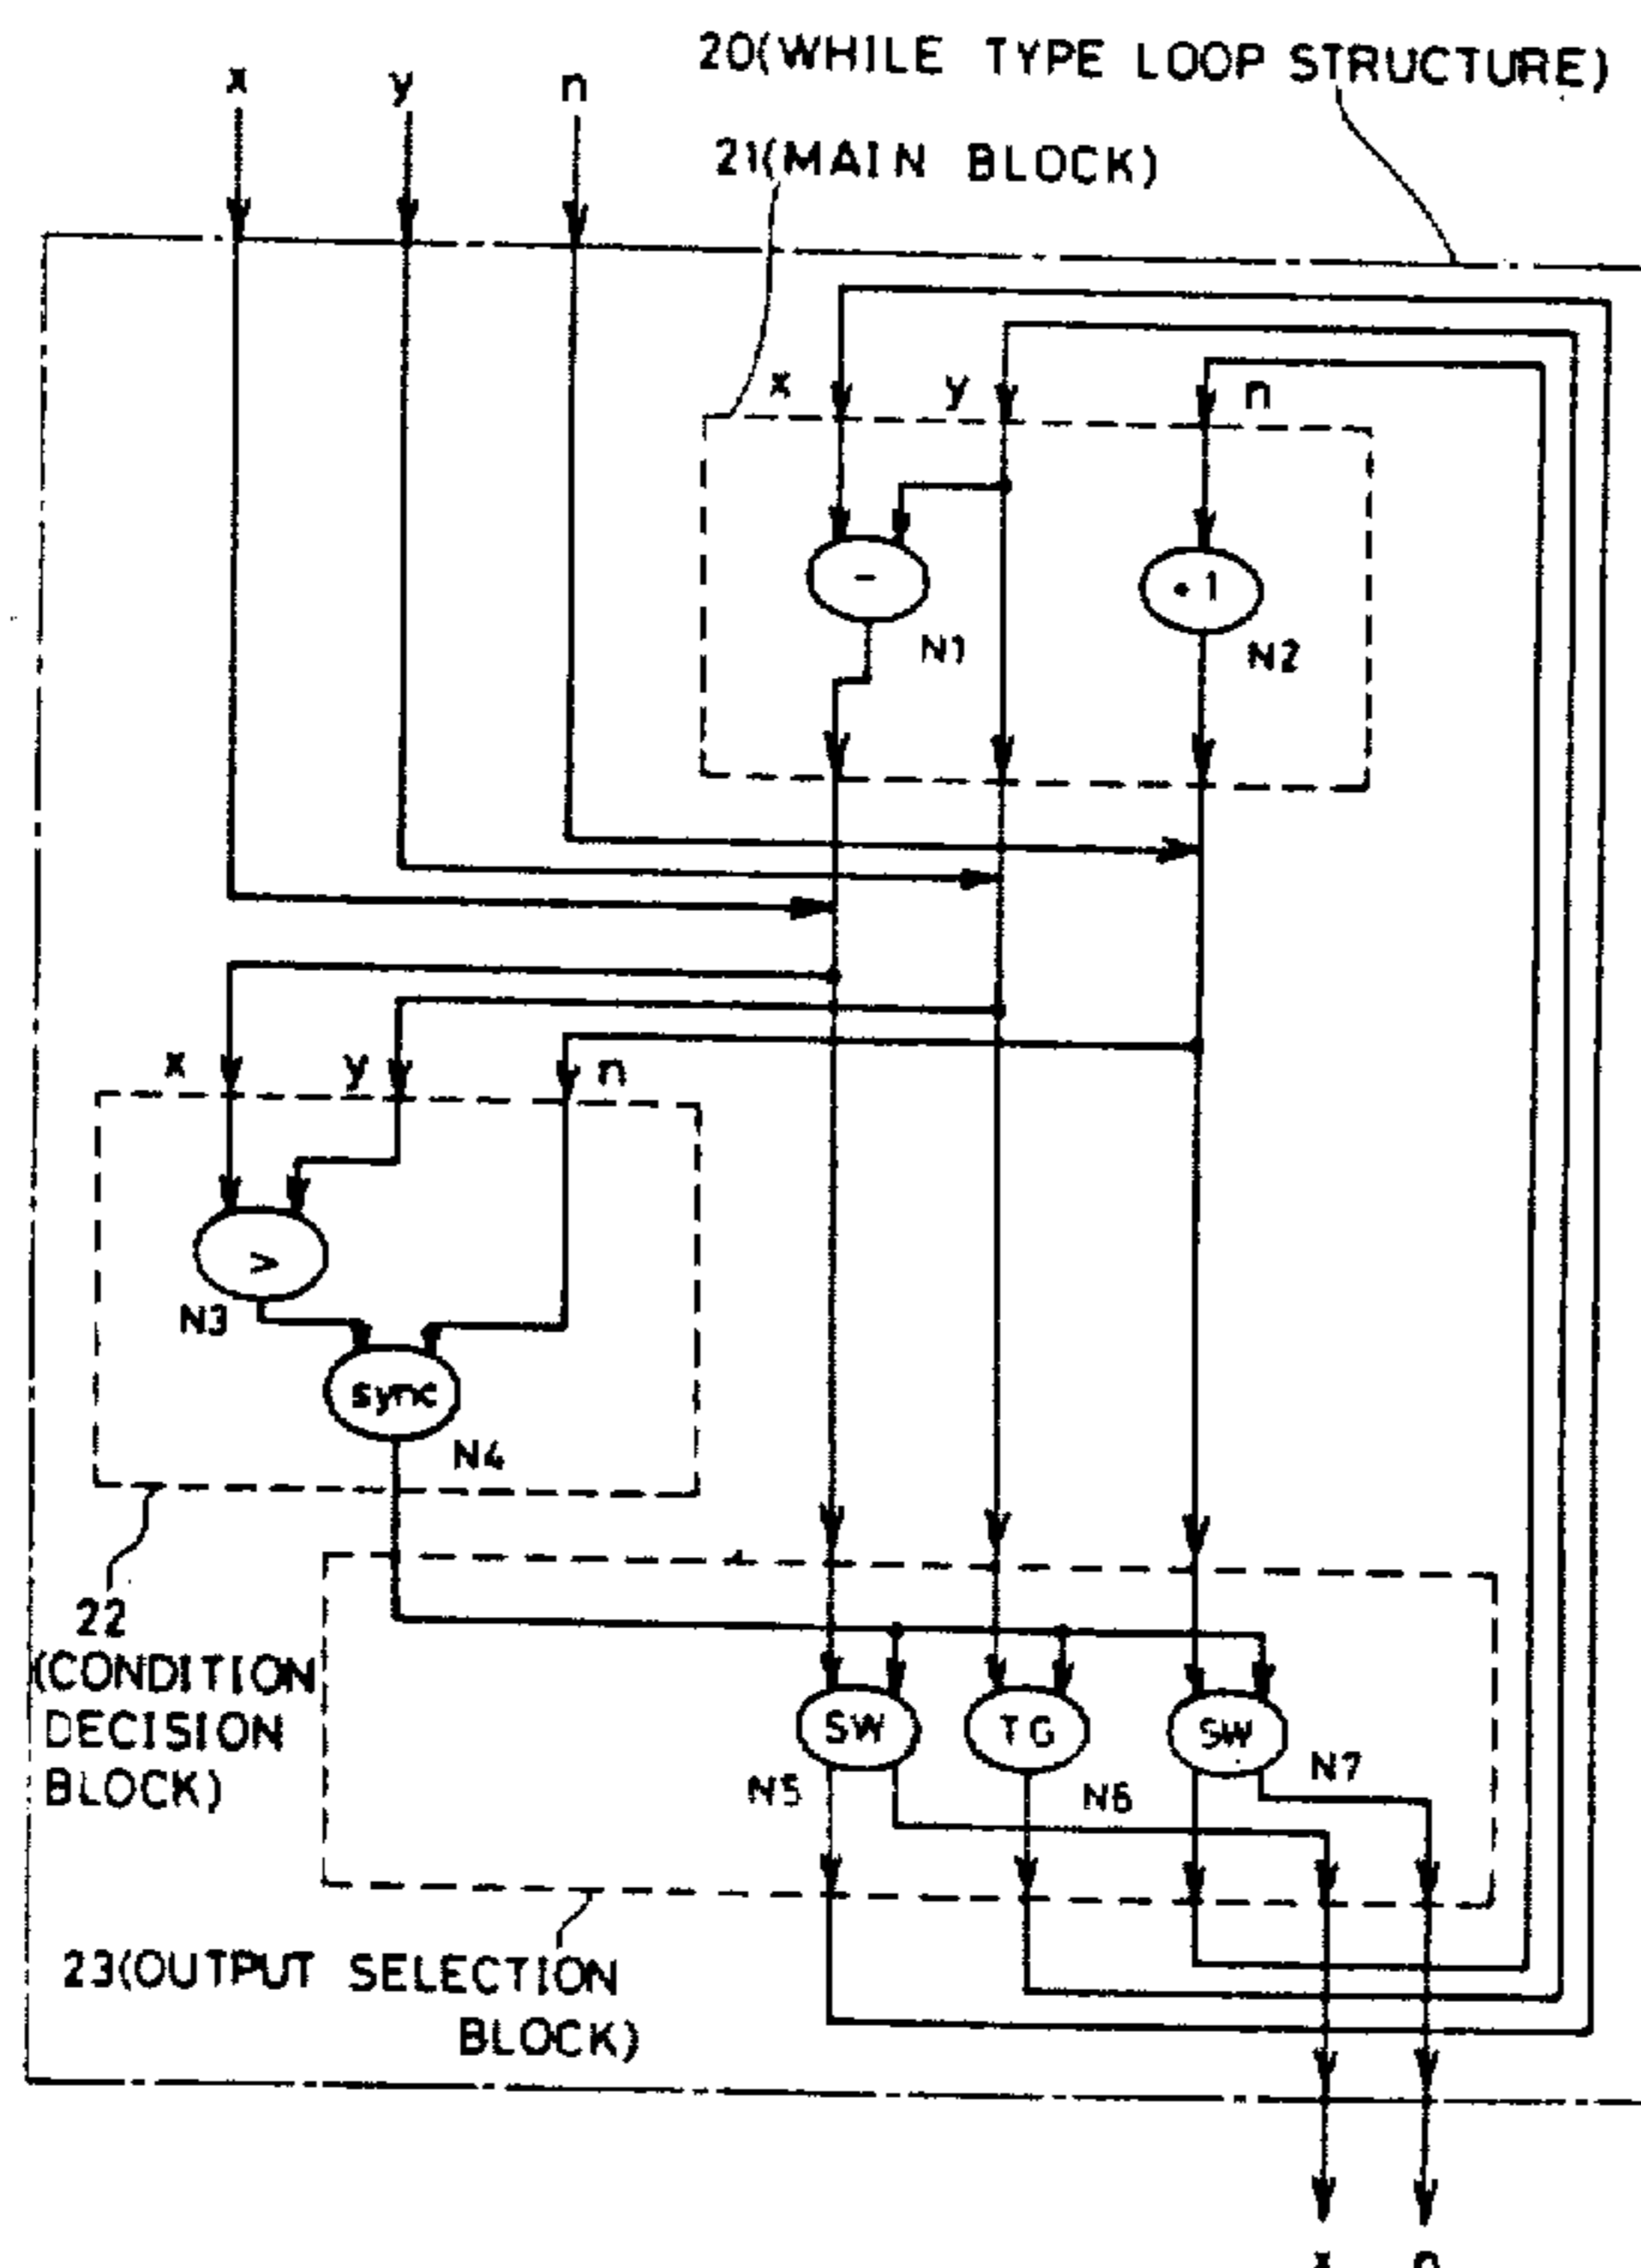 20(WHILE TYPE LOOP STRUCTURE)
x y n
21(MAIN BLOCK)
x y n
-
N1
N2
x y n
>
N3
sync
N4
22
(CONDITION
DECISION
BLOCK)
SW TG SW
N5 N6 N7
23(OUTPUT SELECTION
BLOCK)